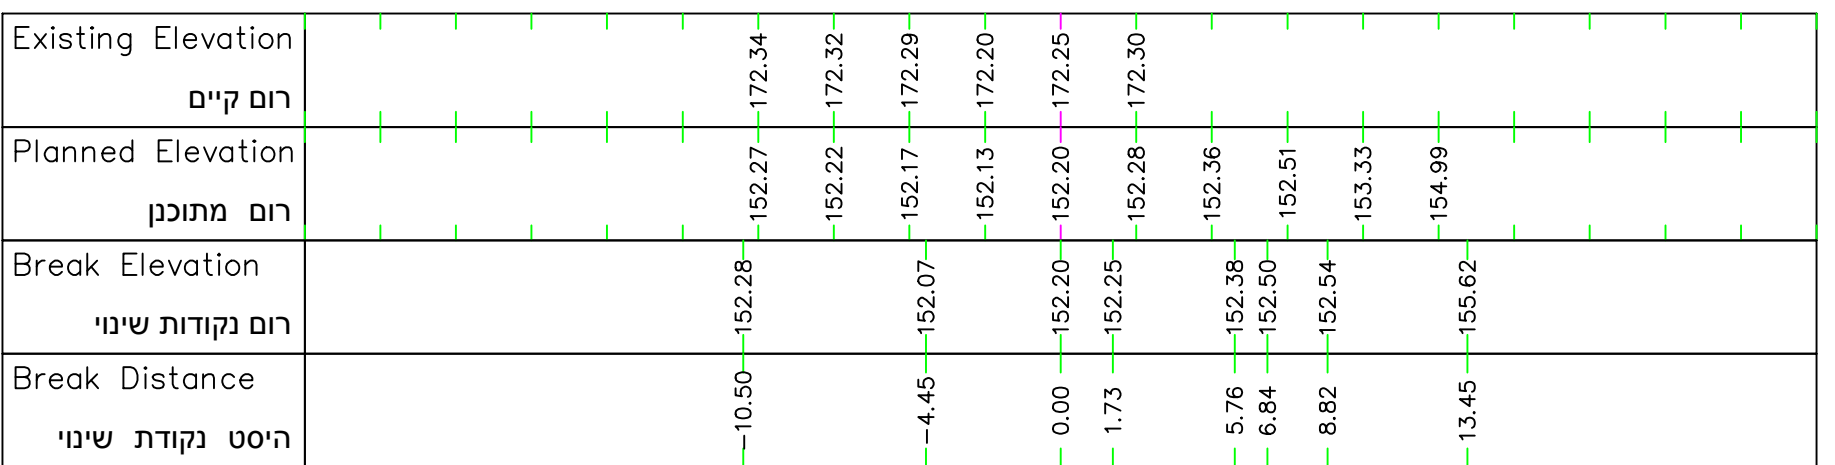 Existing Elevation
רום קיים
172.34 172.32 172.29 172.20 172.25 172.30
Planned Elevation
רום מתוכנן
152.27 152.22 152.17 152.13 152.20 152.28 152.36 152.51 153.33 154.99
Break Elevation
רום נקודות שינוי
152.28 152.07 152.20 152.25 152.38 152.50 152.54 155.62
Break Distance
היסט נקודת שינוי
-10.50 -4.45 0.00 1.73 5.76 6.84 8.82 13.45